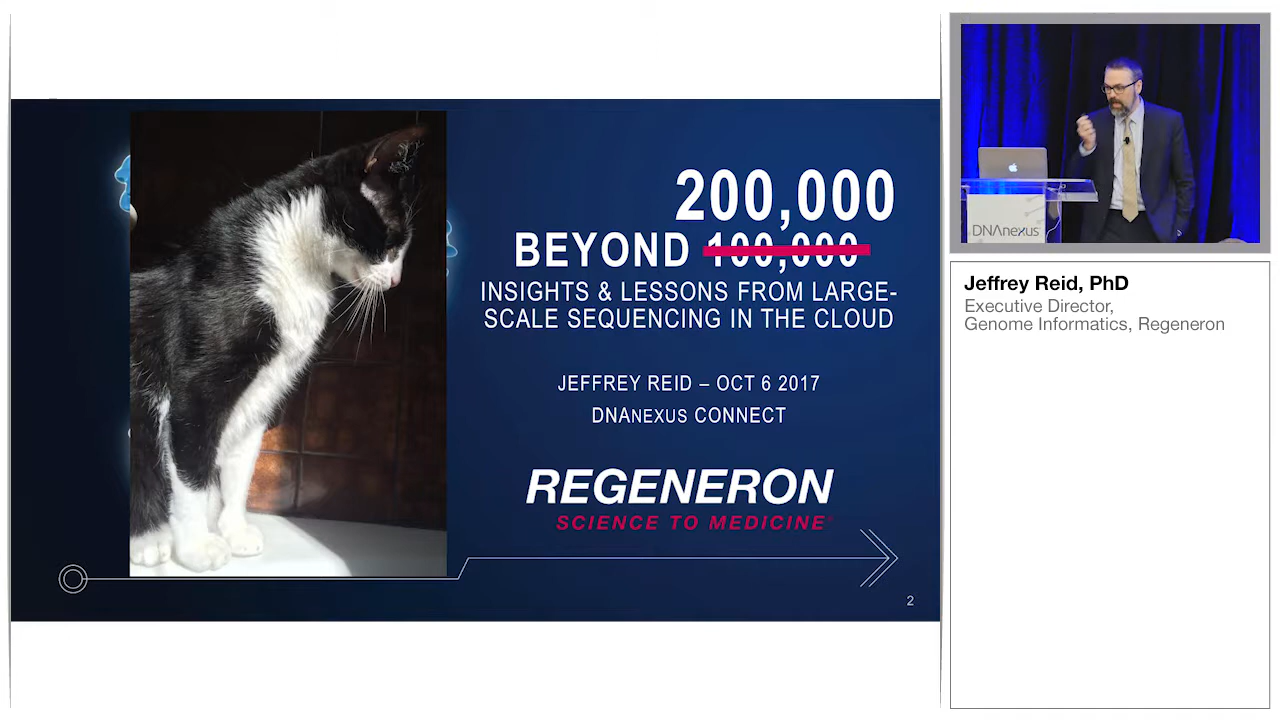 200,000
BEYOND 100,000
INSIGHTS & LESSONS FROM LARGE-
SCALE SEQUENCING IN THE CLOUD
JEFFREY REID – OCT 6 2017
DNANEXUS CONNECT
REGENERON
SCIENCE TO MEDICINE®
2
DNAnexus
Jeffrey Reid, PhD
Executive Director,
Genome Informatics, Regeneron